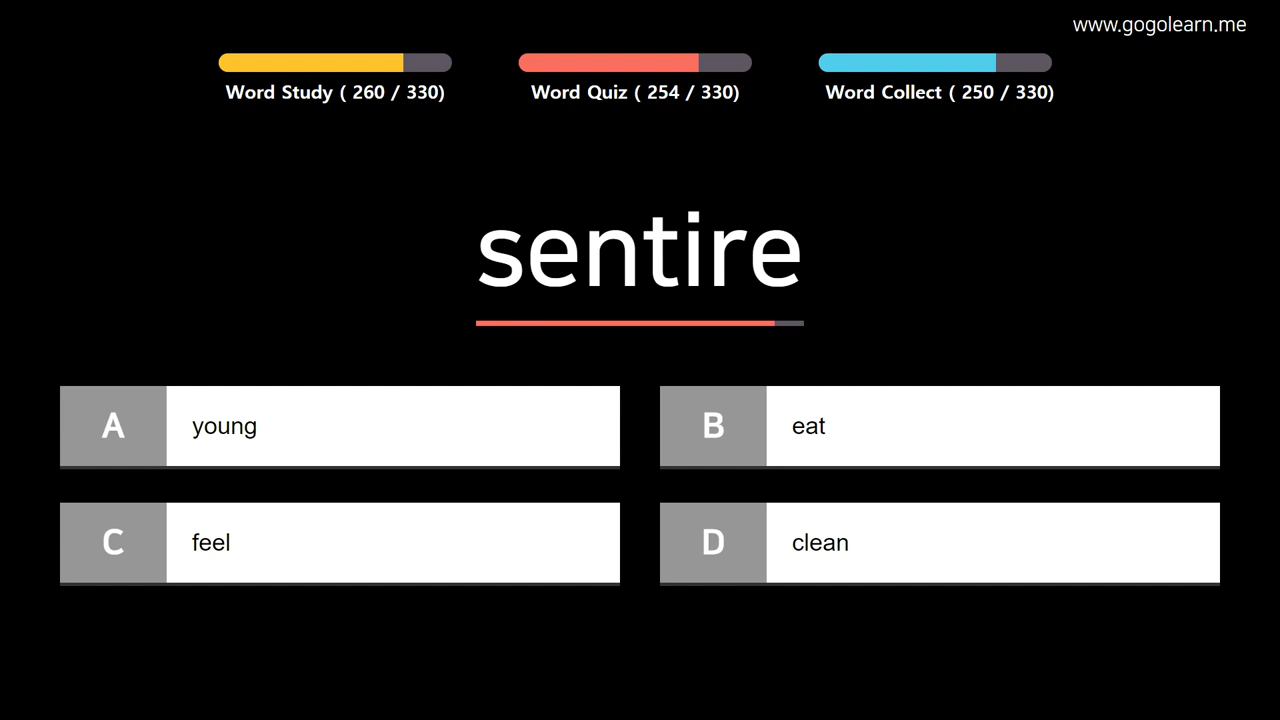 www.gogolearn.me
Word Study ( 260 / 330)
Word Quiz ( 254 / 330)
Word Collect ( 250 / 330)
sentire
A young
B eat
C feel
D clean